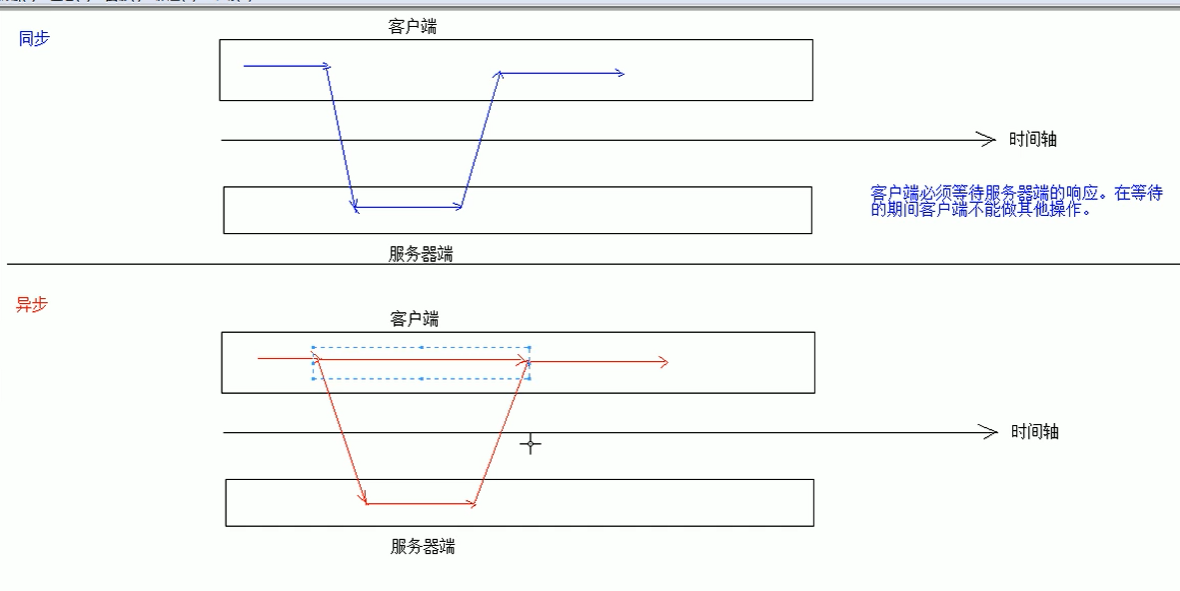 客户端
同步
时间轴
客户端必须等待服务器端的响应。在等待
的期间客户端不能做其他操作。
服务器端
异步
客户端
时间轴
服务器端